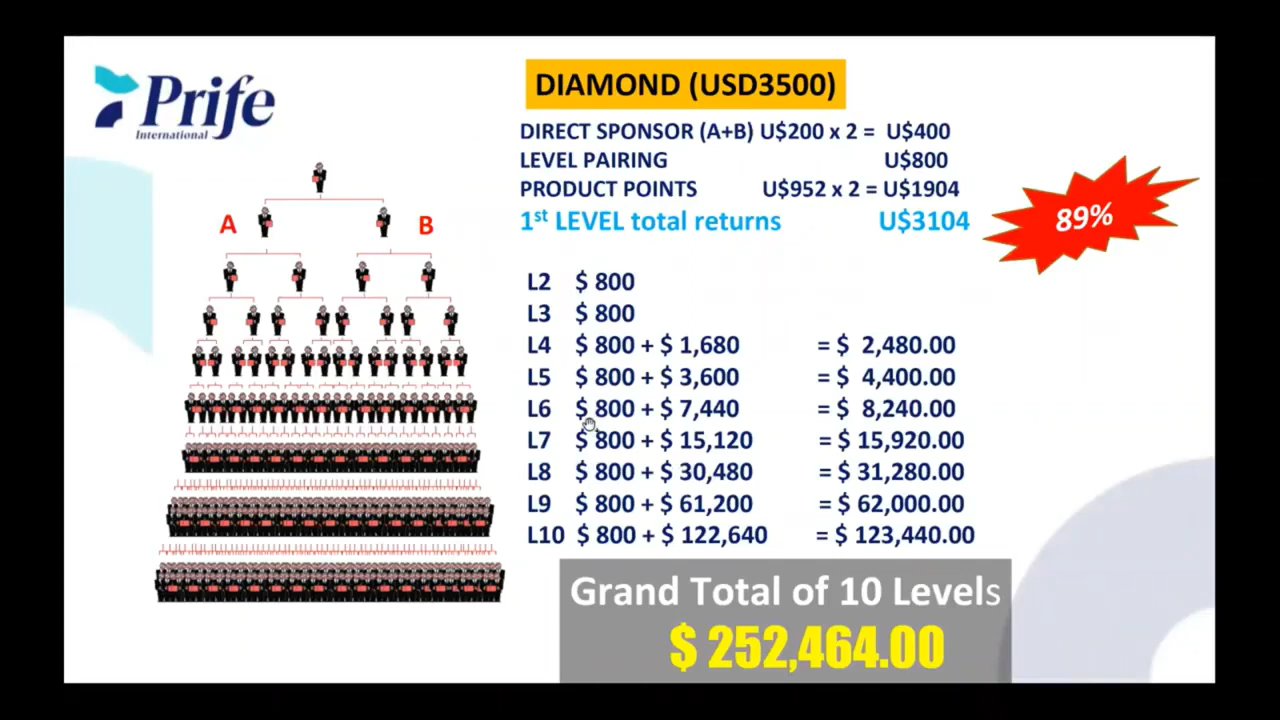 Prife
International
DIAMOND (USD3500)
DIRECT SPONSOR (A+B) U$200 x 2 = U$400
LEVEL PAIRING U$800
PRODUCT POINTS U$952 x 2 = U$1904
1st LEVEL total returns U$3104
89%
A
B
L2 $ 800
L3 $ 800
L4 $ 800 + $ 1,680 = $ 2,480.00
L5 $ 800 + $ 3,600 = $ 4,400.00
L6 $ 800 + $ 7,440 = $ 8,240.00
L7 $ 800 + $ 15,120 = $ 15,920.00
L8 $ 800 + $ 30,480 = $ 31,280.00
L9 $ 800 + $ 61,200 = $ 62,000.00
L10 $ 800 + $ 122,640 = $ 123,440.00
Grand Total of 10 Levels
$ 252,464.00